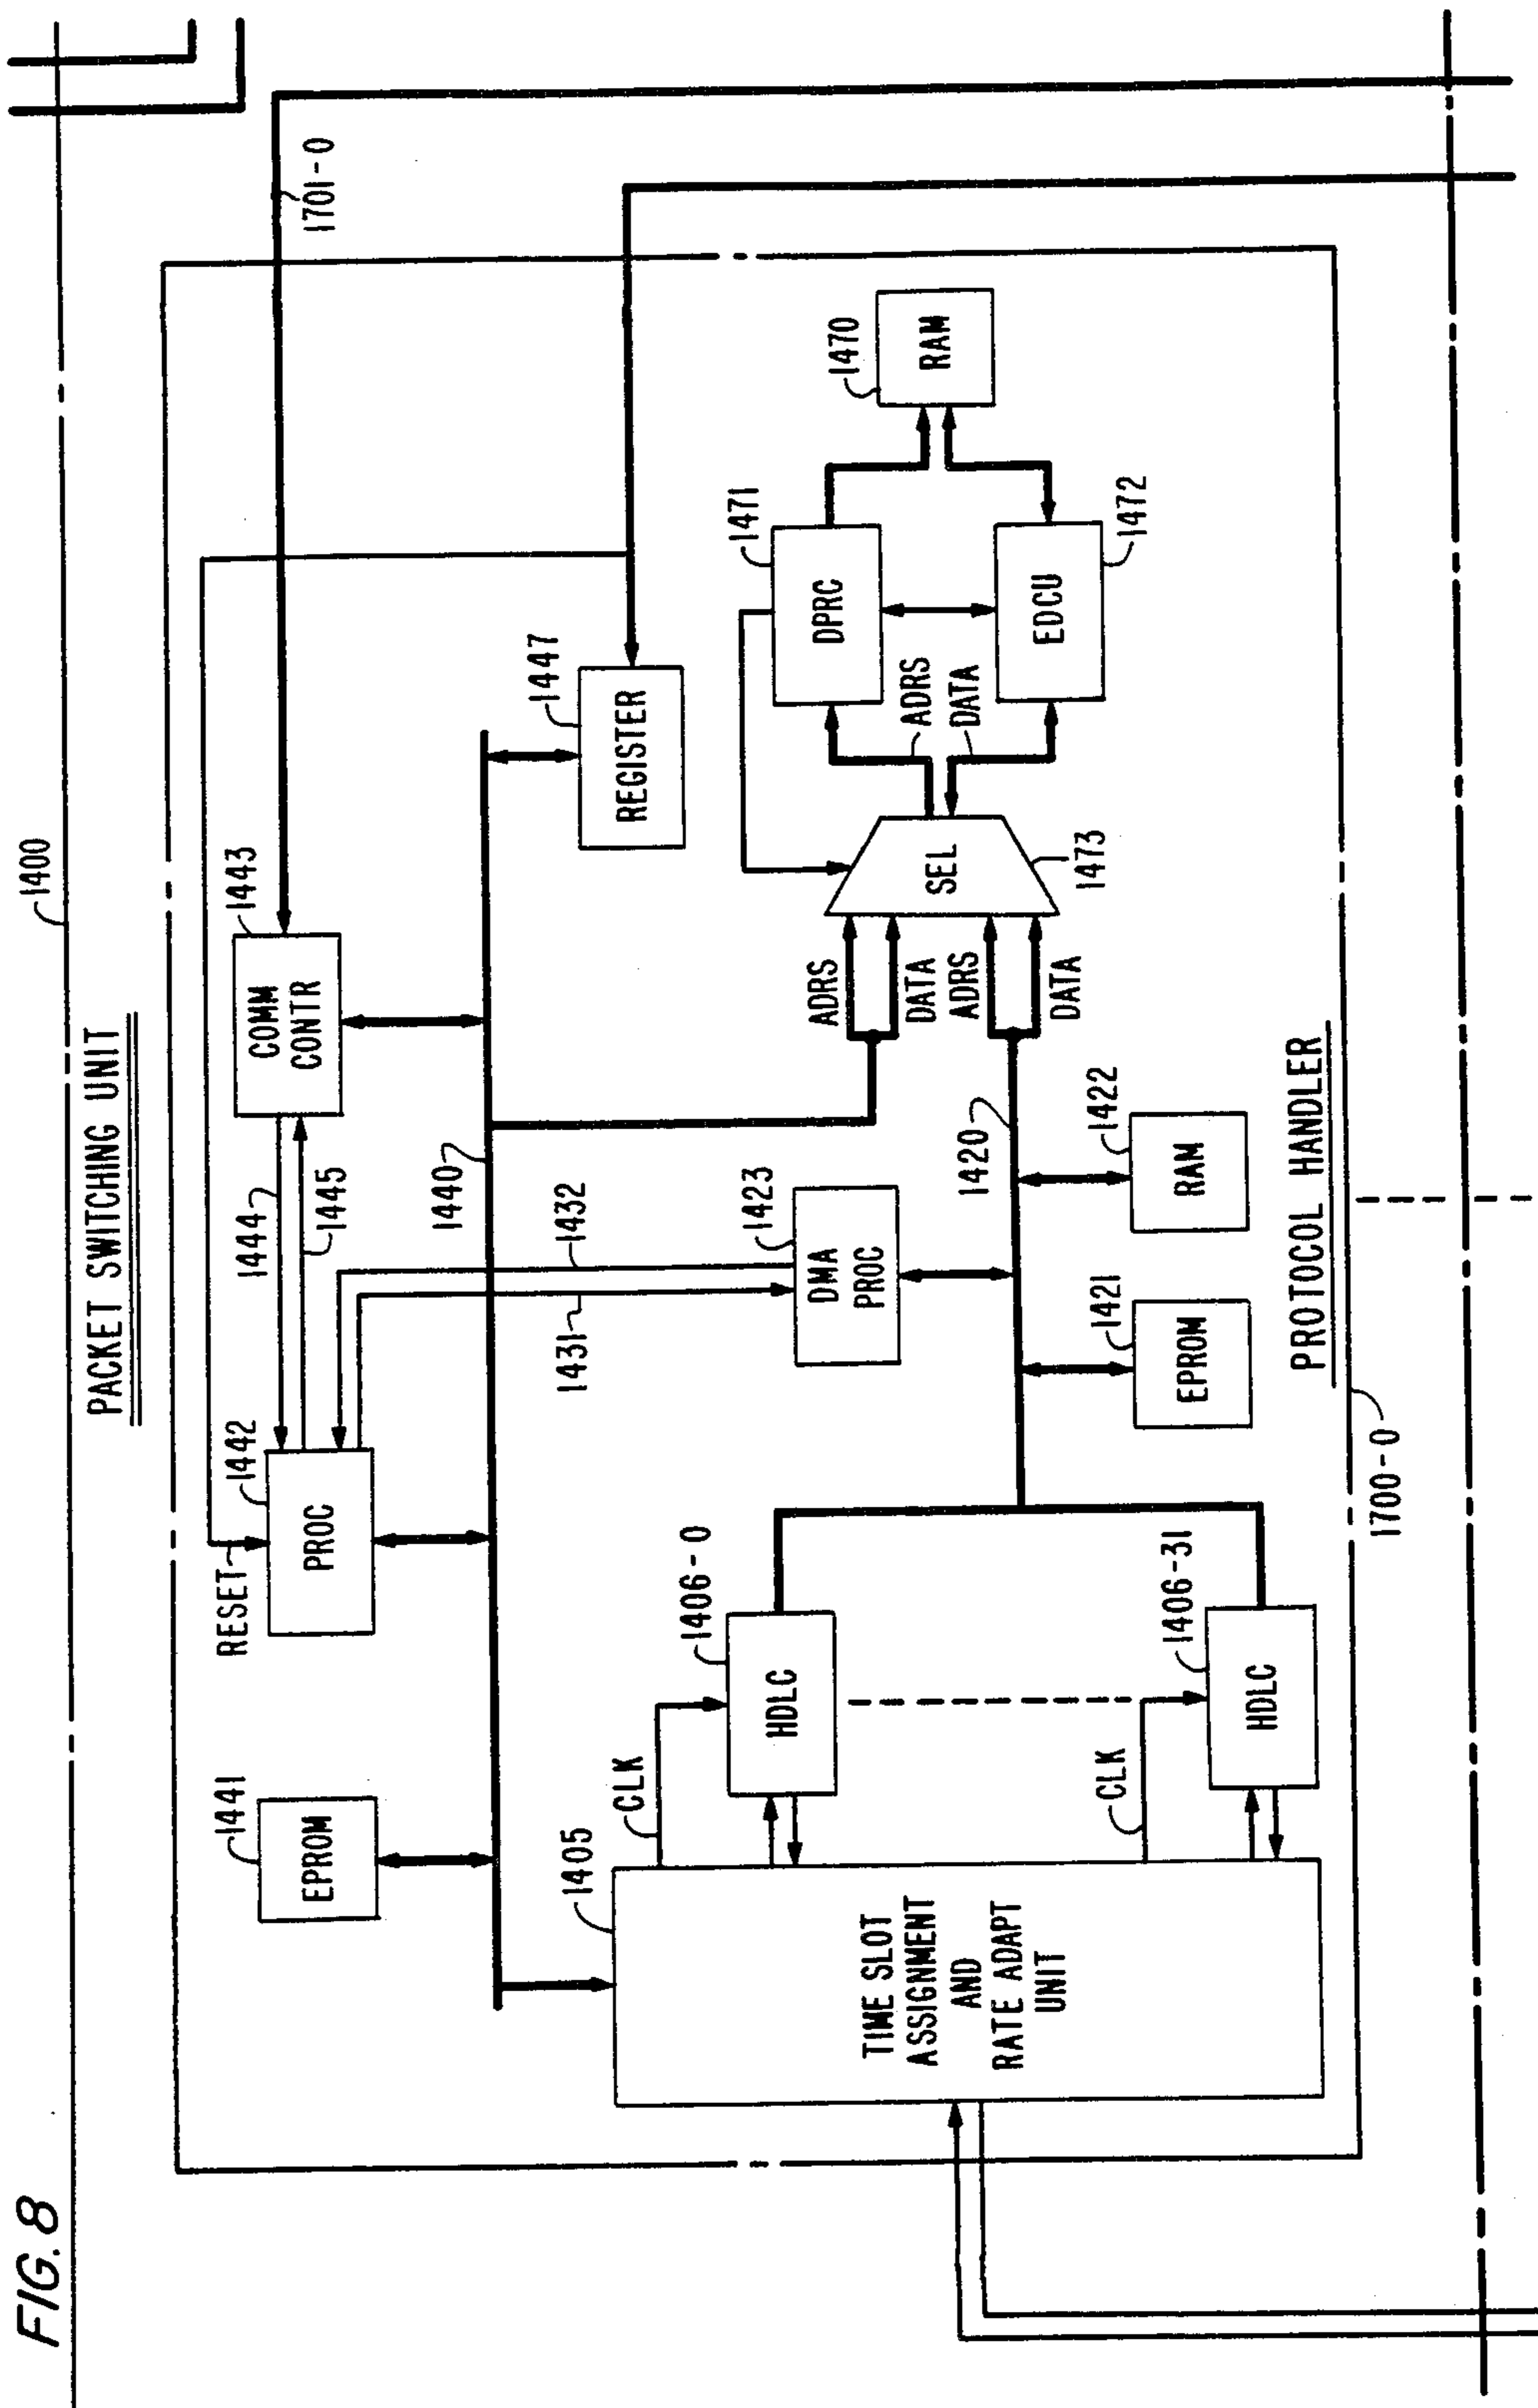 FIG. 8
1400
PACKET SWITCHING UNIT
1701-0
RESET
1442
PROC
1444
1445
1443
COMM
CONTR
1441
EPROM
1440
1447
REGISTER
1431
1432
1423
DMA
PROC
1405
TIME SLOT
ASSIGNMENT
AND
RATE ADAPT
UNIT
CLK
1406-0
HDLC
CLK
1406-31
HDLC
1420
1421
EPROM
1422
RAM
ADRS
DATA
ADRS
DATA
SEL
1473
ADRS
DATA
1471
DPRC
EDCU
1472
1470
RAM
PROTOCOL HANDLER
1700-0